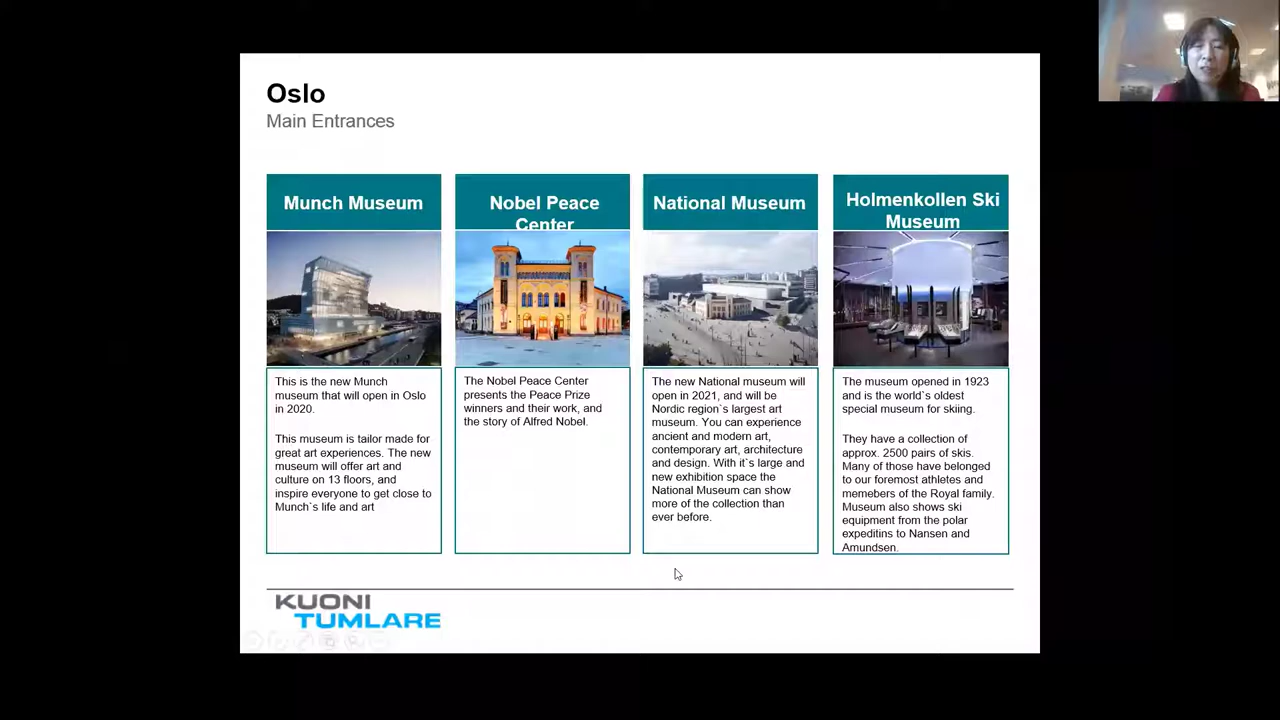 Oslo
Main Entrances
Munch Museum
This is the new Munch
museum that will open in Oslo
in 2020.
This museum is tailor made for
great art experiences. The new
museum will offer art and
culture on 13 floors, and
inspire everyone to get close to
Munch`s life and art
Nobel Peace
Center
The Nobel Peace Center
presents the Peace Prize
winners and their work, and
the story of Alfred Nobel.
National Museum
The new National museum will
open in 2021, and will be
Nordic region`s largest art
museum. You can experience
ancient and modern art,
contemporary art, architecture
and design. With it`s large and
new exhibition space the
National Museum can show
more of the collection than
ever before.
Holmenkollen Ski
Museum
The museum opened in 1923
and is the world`s oldest
special museum for skiing.
They have a collection of
approx. 2500 pairs of skis.
Many of those have belonged
to our foremost athletes and
memebers of the Royal family.
Museum also shows ski
equipment from the polar
expeditins to Nansen and
Amundsen.
KUONI
TUMLARE